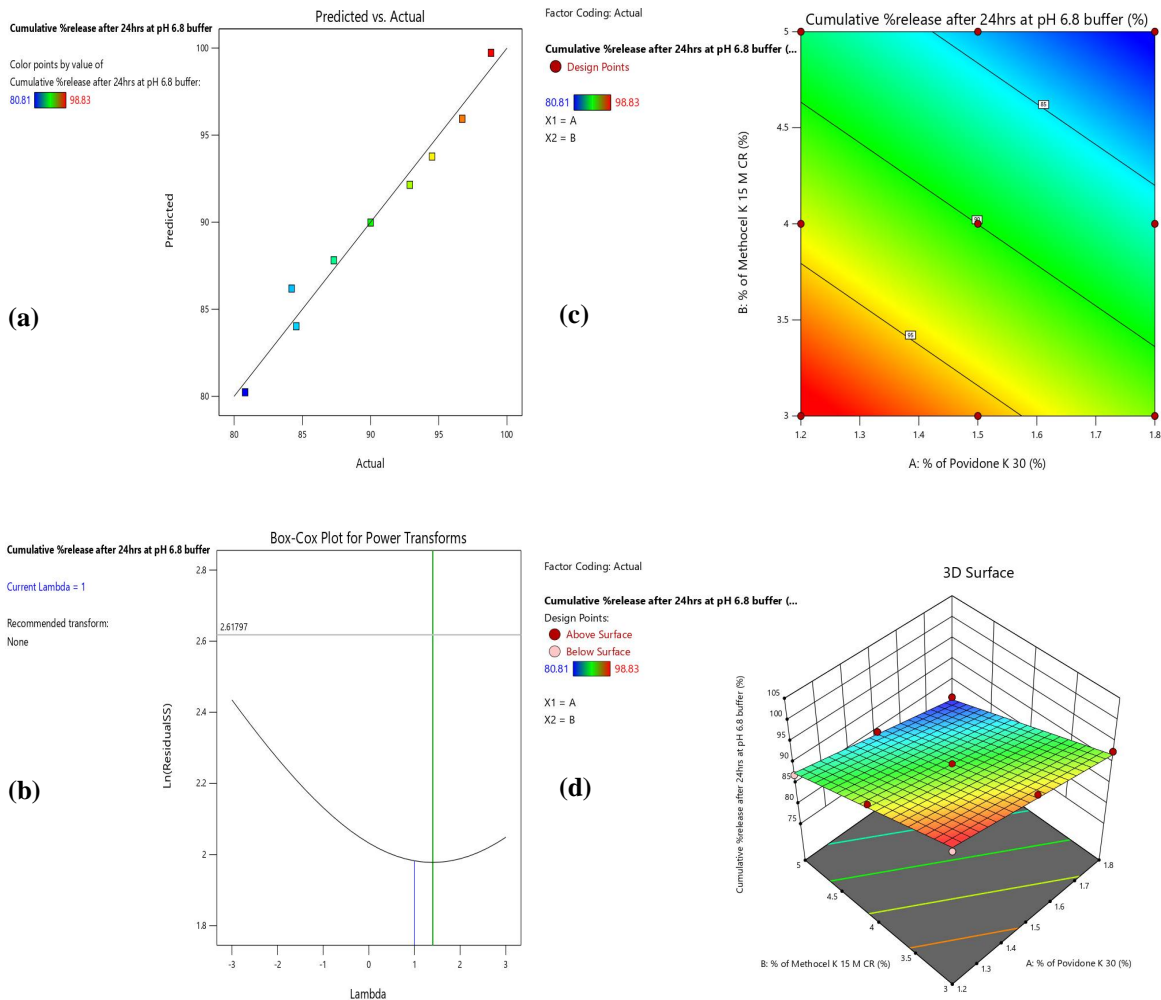 Predicted vs. Actual
Cumulative %release after 24hrs at pH 6.8 buffer
Color points by value of
Cumulative %release after 24hrs at pH 6.8 buffer:
80.81 98.83
100
95
90
85
80
Predicted
80 85 90 95 100
Actual
(a)
Factor Coding: Actual
Cumulative %release after 24hrs at pH 6.8 buffer (...
Design Points
80.81 98.83
X1 = A
X2 = B
Cumulative %release after 24hrs at pH 6.8 buffer (%)
5
4.5
4
3.5
3
B: % of Methocel K 15 M CR (%)
85
90
95
1.2 1.3 1.4 1.5 1.6 1.7 1.8
A: % of Povidone K 30 (%)
(c)
Box-Cox Plot for Power Transforms
Cumulative %release after 24hrs at pH 6.8 buffer
Current Lambda = 1
Recommended transform:
None
2.8
2.6
2.4
2.2
2
1.8
2.61797
Ln(ResidualSS)
-3 -2 -1 0 1 2 3
Lambda
(b)
Factor Coding: Actual
3D Surface
Cumulative %release after 24hrs at pH 6.8 buffer (...
Design Points:
Above Surface
Below Surface
80.81 98.83
X1 = A
X2 = B
105
100
95
90
85
80
75
Cumulative %release after 24hrs at pH 6.8 buffer (%)
5
4.5
4
3.5
3
B: % of Methocel K 15 M CR (%)
1.8
1.7
1.6
1.5
1.4
1.3
1.2
A: % of Povidone K 30 (%)
(d)